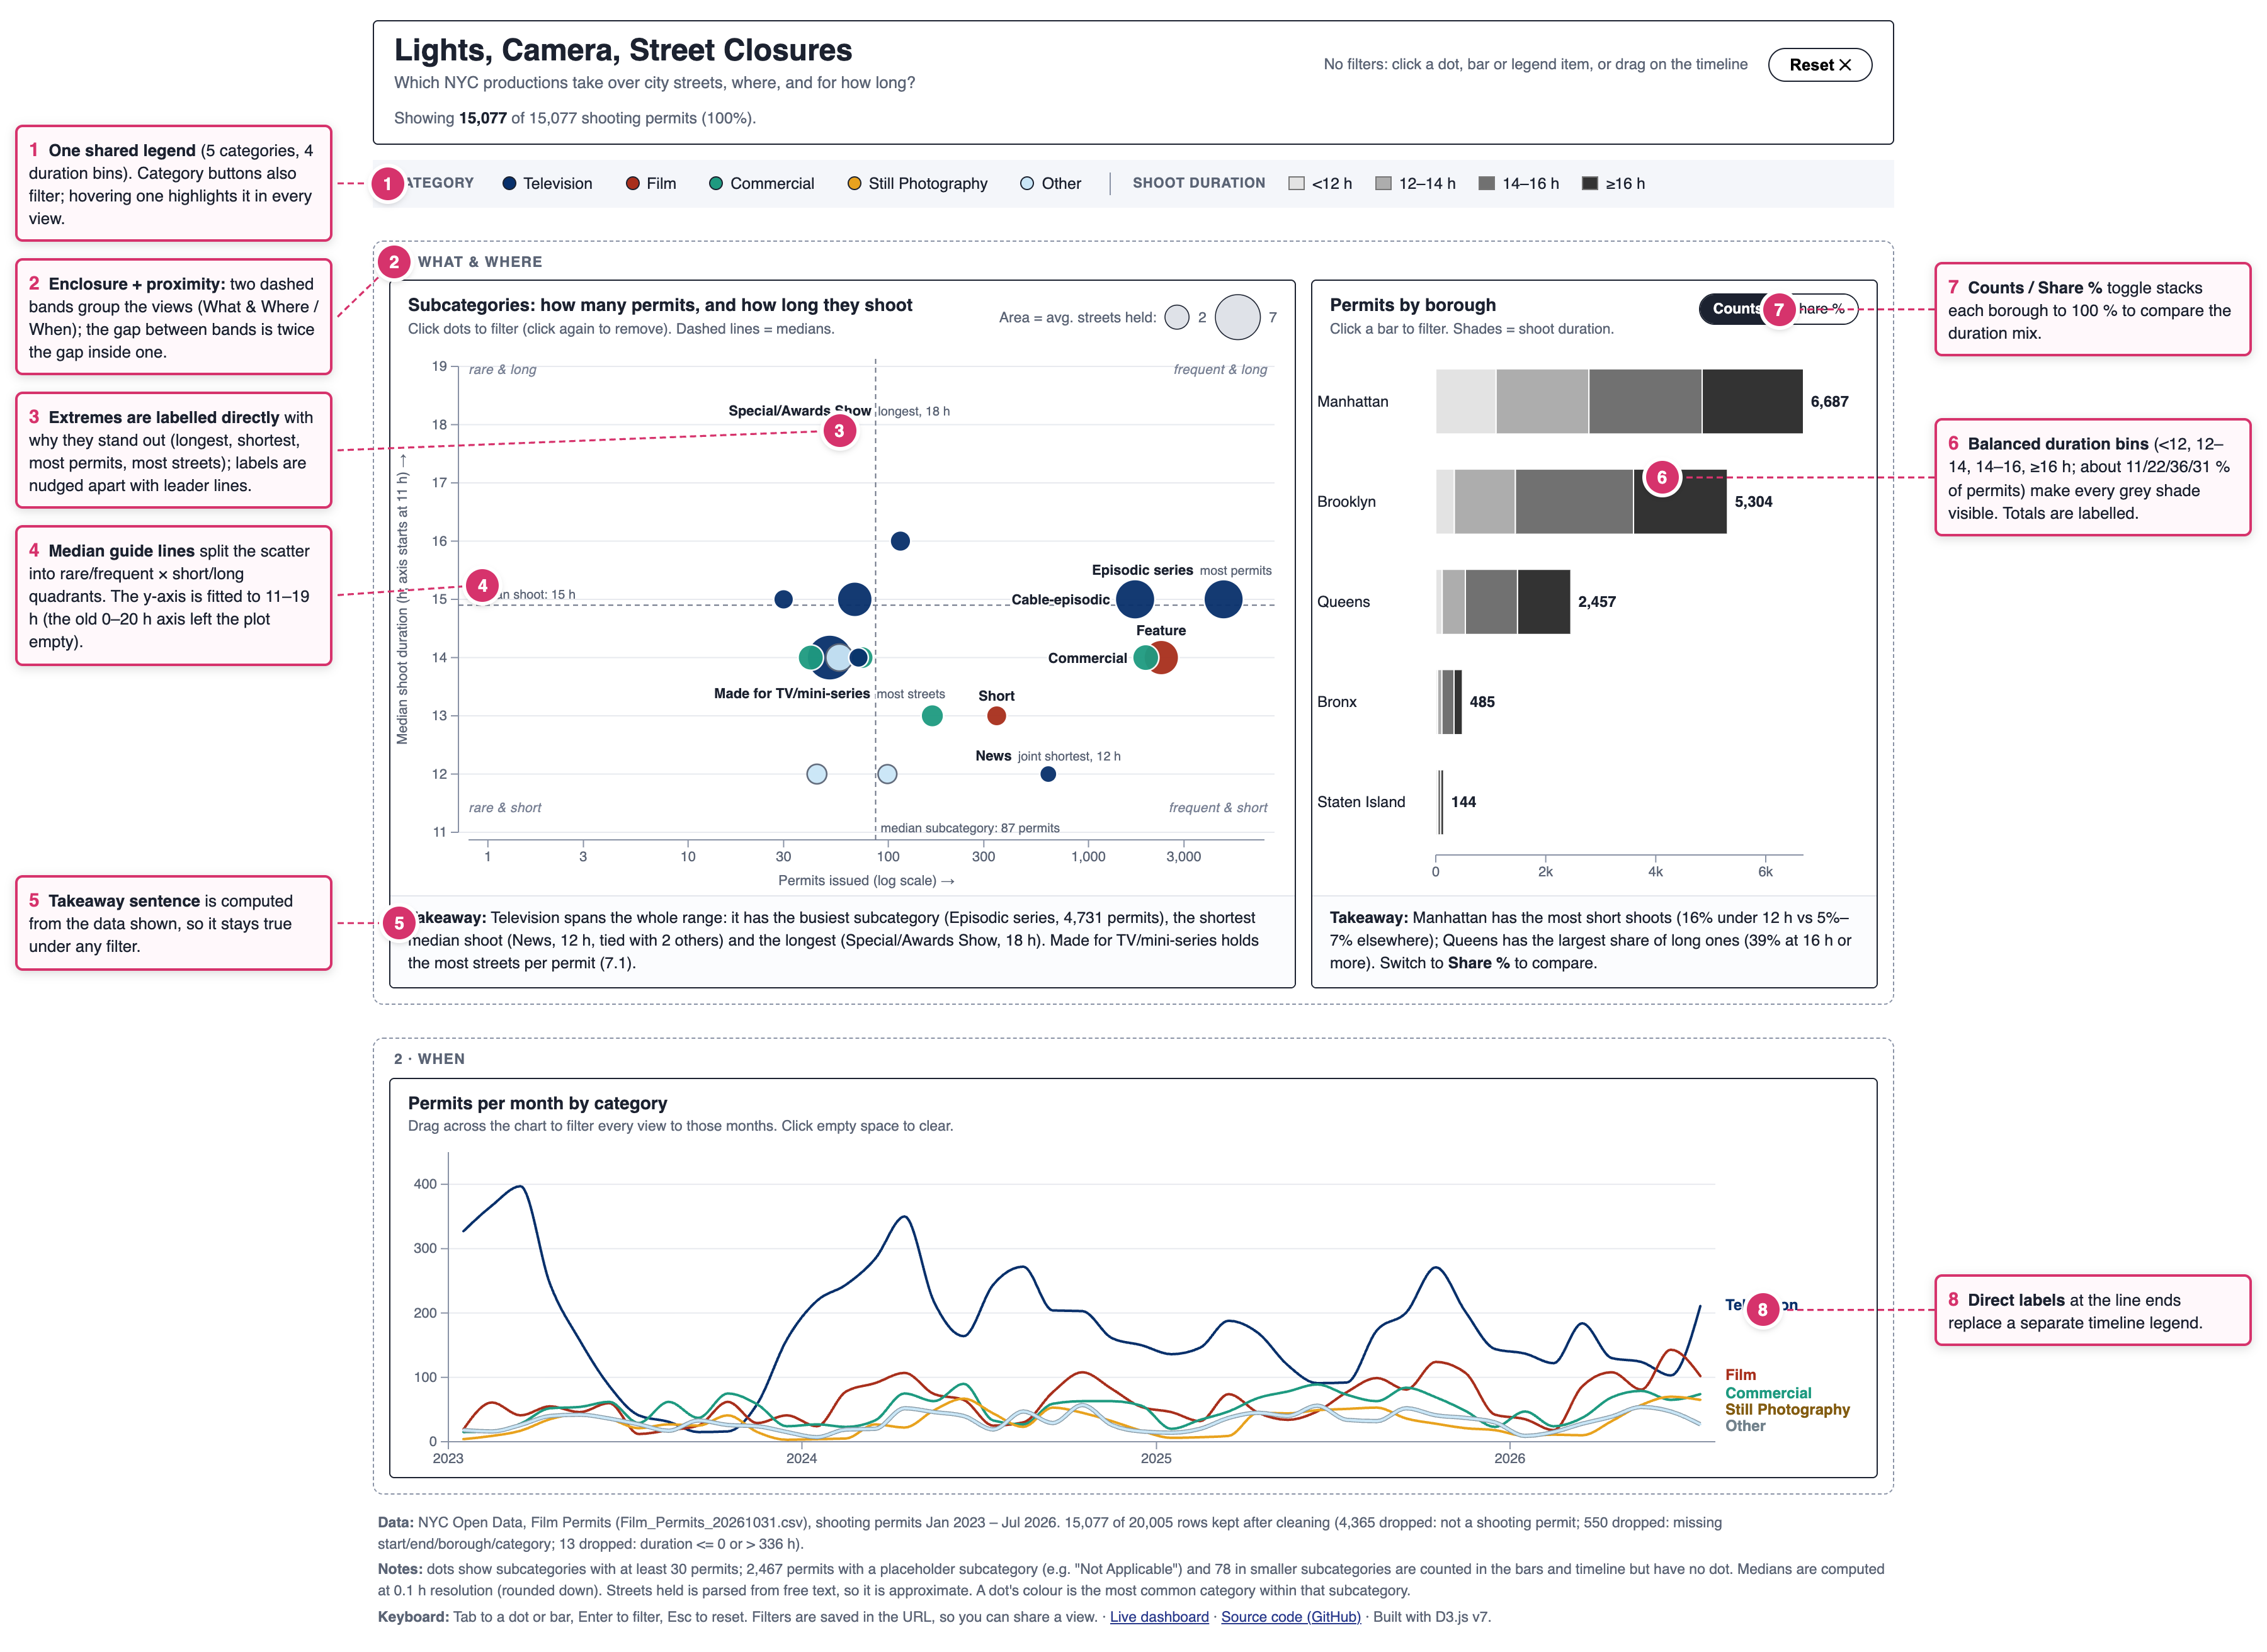 Lights, Camera, Street Closures
Which NYC productions take over city streets, where, and for how long?
Showing 15,077 of 15,077 shooting permits (100%).
No filters: click a dot, bar or legend item, or drag on the timeline
Reset ✕
1 One shared legend (5 categories, 4
duration bins). Category buttons also
filter; hovering one highlights it in every
view.
2 Enclosure + proximity: two dashed
bands group the views (What & Where /
When); the gap between bands is twice
the gap inside one.
3 Extremes are labelled directly with
why they stand out (longest, shortest,
most permits, most streets); labels are
nudged apart with leader lines.
4 Median guide lines split the scatter
into rare/frequent × short/long
quadrants. The y-axis is fitted to 11–19
h (the old 0–20 h axis left the plot
empty).
5 Takeaway sentence is computed
from the data shown, so it stays true
under any filter.
1
ATEGORY Television Film Commercial Still Photography Other
SHOOT DURATION <12 h 12–14 h 14–16 h ≥16 h
2
WHAT & WHERE
Subcategories: how many permits, and how long they shoot
Click dots to filter (click again to remove). Dashed lines = medians.
Area = avg. streets held: 2 7
Median shoot duration (h, axis starts at 11 h) →
19
18
17
16
15
14
13
12
11
rare & long
frequent & long
Special/Awards Show longest, 18 h
3
4
an shoot: 15 h
Episodic series most permits
Cable-episodic
Feature
Commercial
Made for TV/mini-series most streets
Short
News joint shortest, 12 h
rare & short
frequent & short
median subcategory: 87 permits
1 3 10 30 100 300 1,000 3,000
Permits issued (log scale) →
5
akeaway: Television spans the whole range: it has the busiest subcategory (Episodic series, 4,731 permits), the shortest
median shoot (News, 12 h, tied with 2 others) and the longest (Special/Awards Show, 18 h). Made for TV/mini-series holds
the most streets per permit (7.1).
Permits by borough
Click a bar to filter. Shades = shoot duration.
Counts
7
hare %
Manhattan 6,687
Brooklyn 5,304
6
Queens 2,457
Bronx 485
Staten Island 144
0 2k 4k 6k
Takeaway: Manhattan has the most short shoots (16% under 12 h vs 5%–
7% elsewhere); Queens has the largest share of long ones (39% at 16 h or
more). Switch to Share % to compare.
7 Counts / Share % toggle stacks
each borough to 100 % to compare the
duration mix.
6 Balanced duration bins (<12, 12–
14, 14–16, ≥16 h; about 11/22/36/31 %
of permits) make every grey shade
visible. Totals are labelled.
2 · WHEN
Permits per month by category
Drag across the chart to filter every view to those months. Click empty space to clear.
400
300
200
100
0
2023 2024 2025 2026
8
Film
Commercial
Still Photography
Other
8 Direct labels at the line ends
replace a separate timeline legend.
Data: NYC Open Data, Film Permits (Film_Permits_20261031.csv), shooting permits Jan 2023 – Jul 2026. 15,077 of 20,005 rows kept after cleaning (4,365 dropped: not a shooting permit; 550 dropped: missing
start/end/borough/category; 13 dropped: duration <= 0 or > 336 h).
Notes: dots show subcategories with at least 30 permits; 2,467 permits with a placeholder subcategory (e.g. "Not Applicable") and 78 in smaller subcategories are counted in the bars and timeline but have no dot. Medians are computed
at 0.1 h resolution (rounded down). Streets held is parsed from free text, so it is approximate. A dot's colour is the most common category within that subcategory.
Keyboard: Tab to a dot or bar, Enter to filter, Esc to reset. Filters are saved in the URL, so you can share a view. · Live dashboard · Source code (GitHub) · Built with D3.js v7.